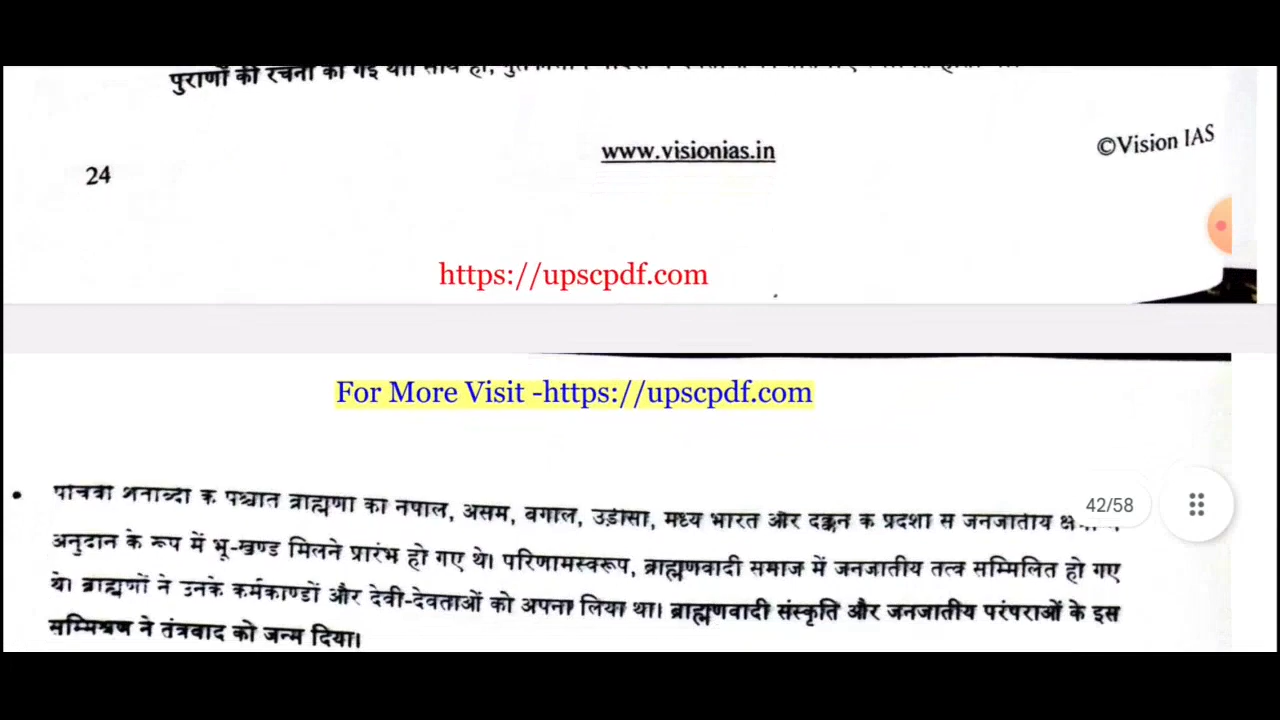 पुराणों की रचना की गई थी। साथ ही,
www.visionias.in
©Vision IAS
24
https://upscpdf.com
For More Visit -https://upscpdf.com
• पांचवी शताब्दी के पश्चात ब्राह्मणों को नेपाल, असम, बंगाल, उड़ीसा, मध्य भारत और दक्कन के प्रदेशों से जनजातीय
42/58
अनुदान के रूप में भू-खण्ड मिलने प्रारंभ हो गए थे। परिणामस्वरूप, ब्राह्मणवादी समाज में जनजातीय तत्व सम्मिलित हो गए
थे। ब्राह्मणों ने उनके कर्मकाण्डों और देवी-देवताओं को अपना लिया था। ब्राह्मणवादी संस्कृति और जनजातीय परंपराओं के इस
सम्मिश्रण ने तंत्रवाद को जन्म दिया।